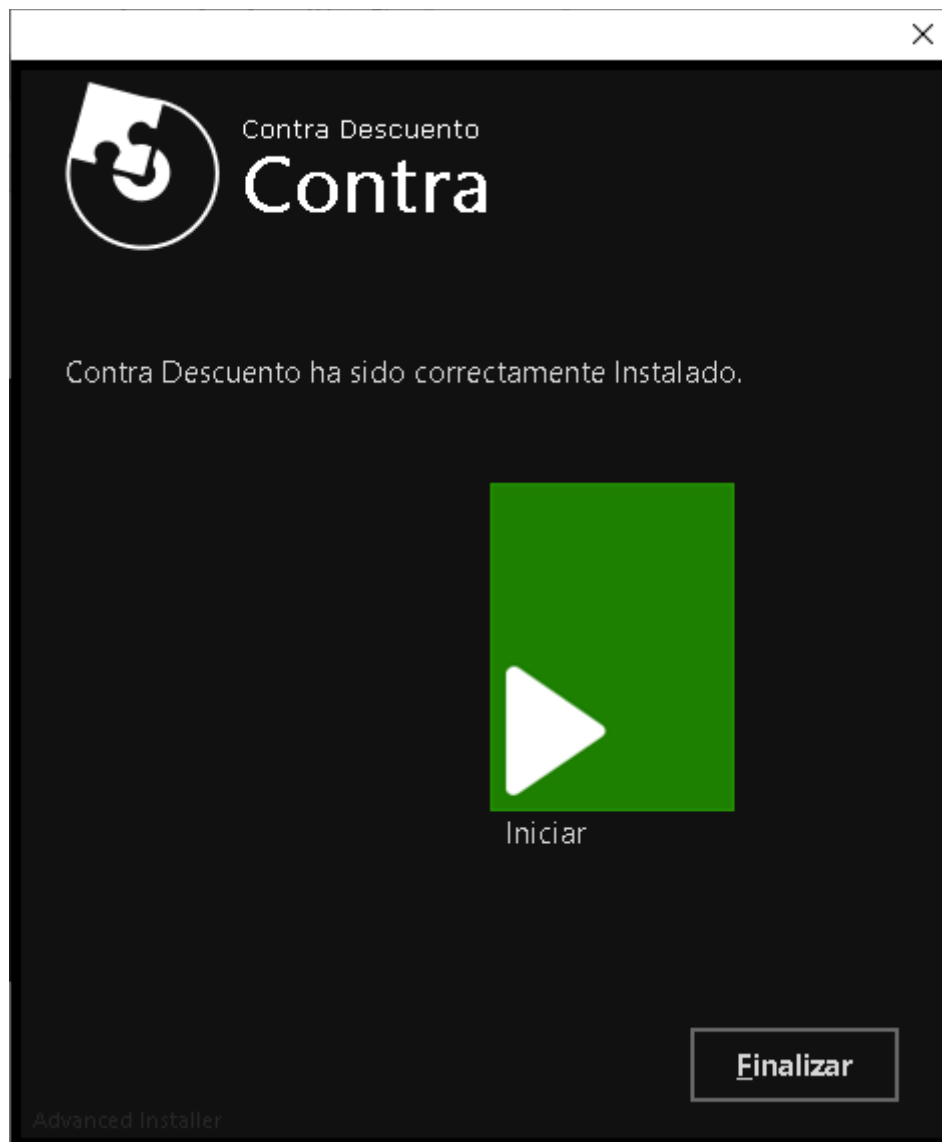 Contra Descuento
Contra
Contra Descuento ha sido correctamente Instalado.
Iniciar
Finalizar
Advanced Installer